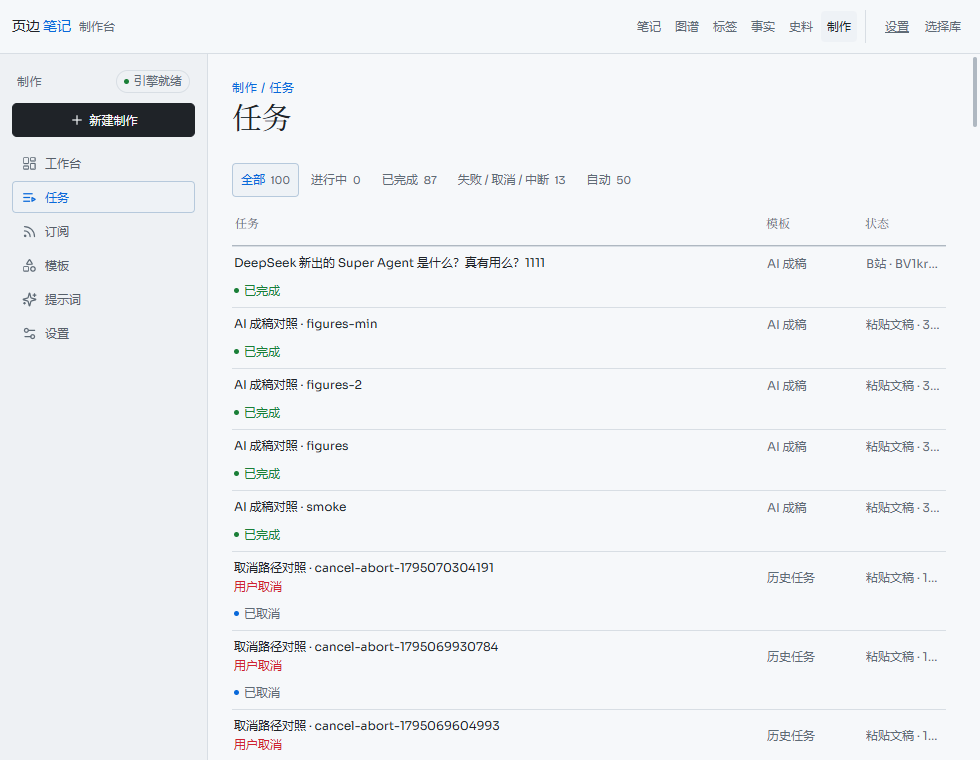 页边 笔记 制作台 笔记 图谱 标签 事实 史料 制作 设置 选择库
制作 引擎就绪
+ 新建制作
工作台
任务
订阅
模板
提示词
设置
制作 / 任务
任务
全部 100 进行中 0 已完成 87 失败 / 取消 / 中断 13 自动 50
任务 模板 状态
DeepSeek 新出的 Super Agent 是什么？真有用么？1111 AI 成稿 B站 · BV1kr...
已完成
AI 成稿对照 · figures-min AI 成稿 粘贴文稿 · 3...
已完成
AI 成稿对照 · figures-2 AI 成稿 粘贴文稿 · 3...
已完成
AI 成稿对照 · figures AI 成稿 粘贴文稿 · 3...
已完成
AI 成稿对照 · smoke AI 成稿 粘贴文稿 · 3...
已完成
取消路径对照 · cancel-abort-1795070304191 历史任务 粘贴文稿 · 1...
用户取消
已取消
取消路径对照 · cancel-abort-1795069930784 历史任务 粘贴文稿 · 1...
用户取消
已取消
取消路径对照 · cancel-abort-1795069604993 历史任务 粘贴文稿 · 1...
用户取消